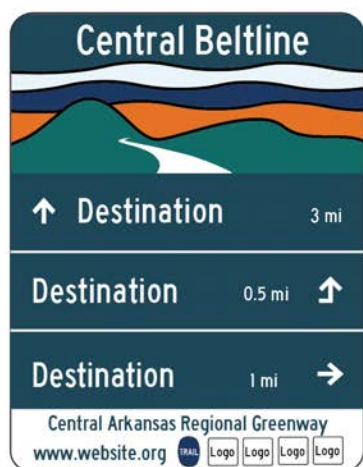 Central Beltline
↑ Destination 3 mi
Destination 0.5 mi ↱
Destination 1 mi →
Central Arkansas Regional Greenway
www.website.org TRAIL Logo Logo Logo Logo